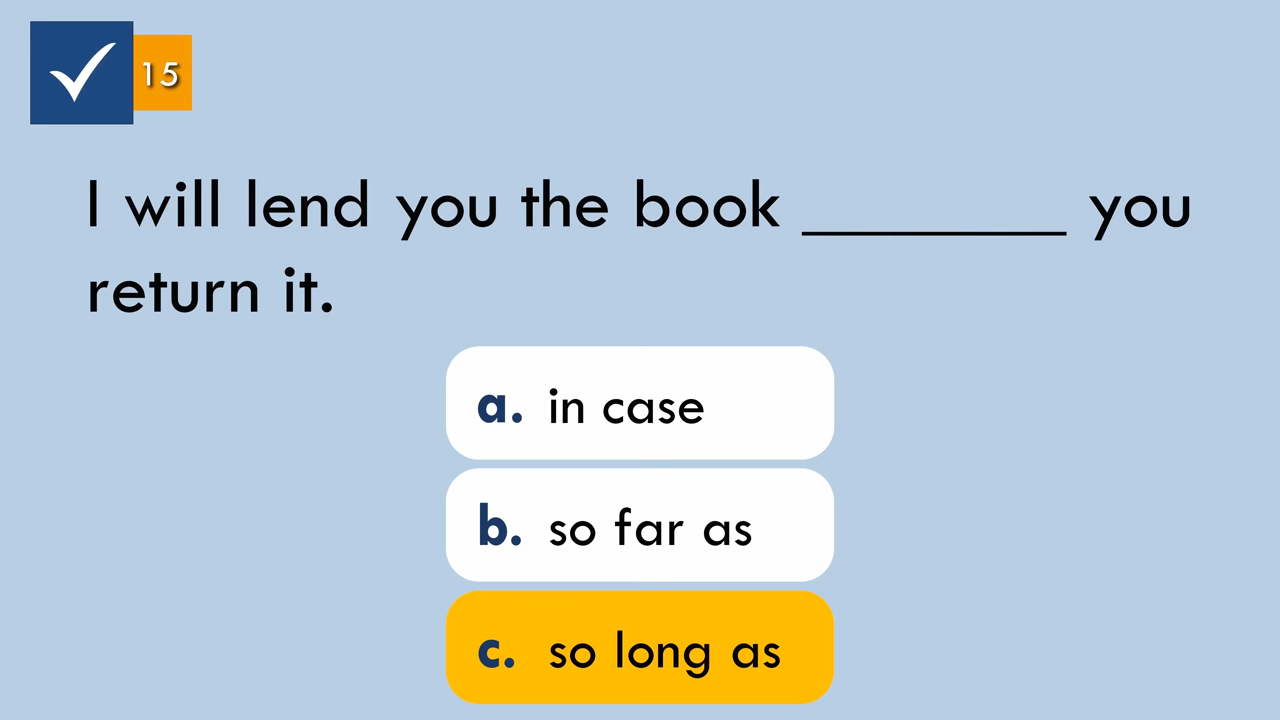 15
I will lend you the book ________ you
return it.
a. in case
b. so far as
c. so long as